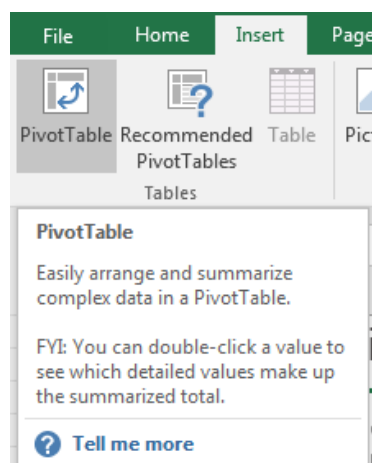 File Home Insert Page
PivotTable Recommended PivotTables Table Pic
Tables
PivotTable
Easily arrange and summarize
complex data in a PivotTable.
FYI: You can double-click a value to
see which detailed values make up
the summarized total.
Tell me more